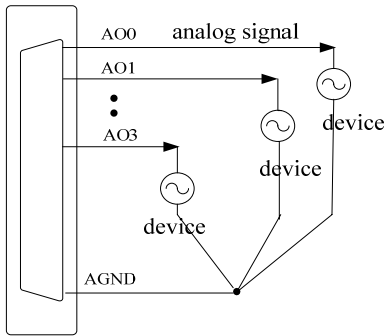 AO0 analog signal
AO1
device
AO3
device
device
AGND